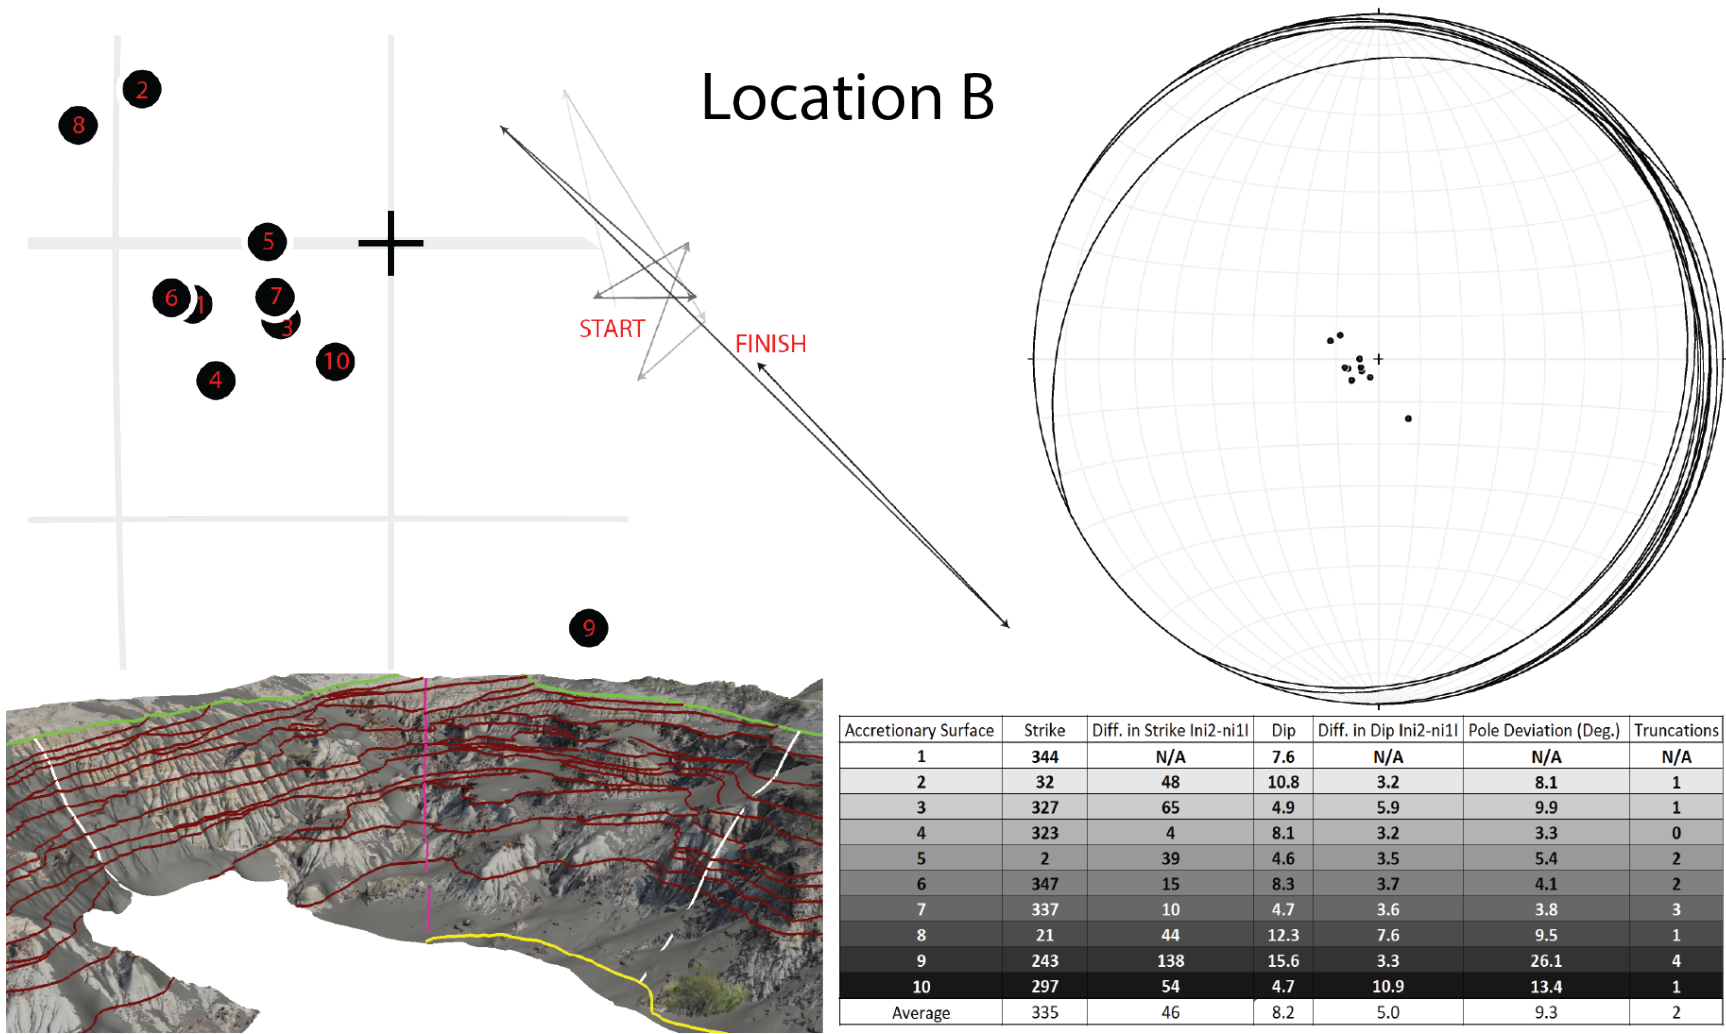 Location B
2
8
5
6
1
7
3
10
4
9
START
FINISH
Accretionary Surface Strike Diff. in Strike Ini2-ni1I Dip Diff. in Dip Ini2-ni1I Pole Deviation (Deg.) Truncations
1 344 N/A 7.6 N/A N/A N/A
2 32 48 10.8 3.2 8.1 1
3 327 65 4.9 5.9 9.9 1
4 323 4 8.1 3.2 3.3 0
5 2 39 4.6 3.5 5.4 2
6 347 15 8.3 3.7 4.1 2
7 337 10 4.7 3.6 3.8 3
8 21 44 12.3 7.6 9.5 1
9 243 138 15.6 3.3 26.1 4
10 297 54 4.7 10.9 13.4 1
Average 335 46 8.2 5.0 9.3 2